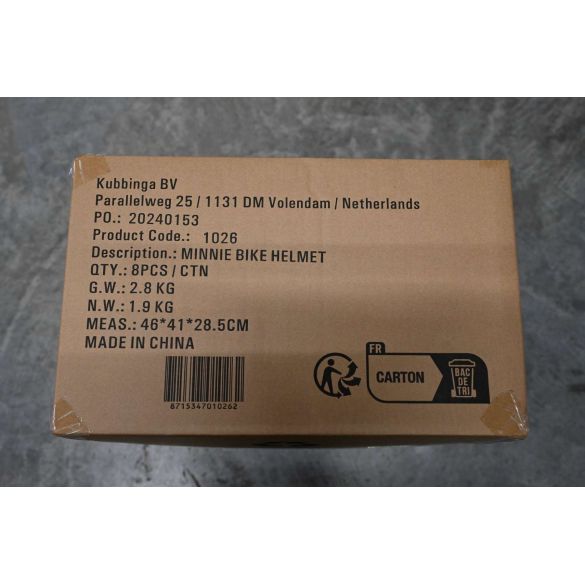 Kubbinga BV
Parallelweg 25 / 1131 DM Volendam / Netherlands
PO.: 20240153
Product Code.: 1026
Description.: MINNIE BIKE HELMET
QTY.: 8PCS / CTN
G.W.: 2.8 KG
N.W.: 1.9 KG
MEAS.: 46*41*28.5CM
MADE IN CHINA
8715347010262
FR
CARTON
BAC
DE
TRI